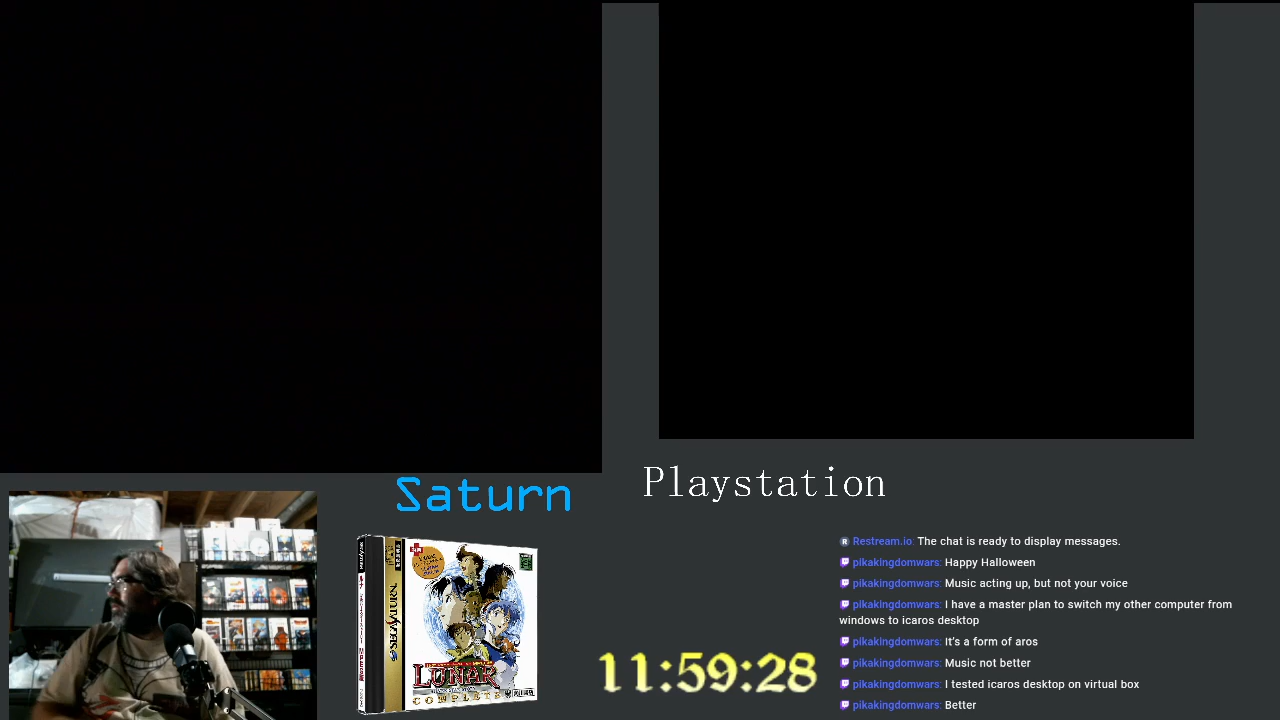 Saturn
Playstation
SEGA SATURN
LUNAR
COMPLETE
11:59:28
Restream.io: The chat is ready to display messages.
pikakingdomwars: Happy Halloween
pikakingdomwars: Music acting up, but not your voice
pikakingdomwars: I have a master plan to switch my other computer from
windows to icaros desktop
pikakingdomwars: It's a form of aros
pikakingdomwars: Music not better
pikakingdomwars: I tested icaros desktop on virtual box
pikakingdomwars: Better